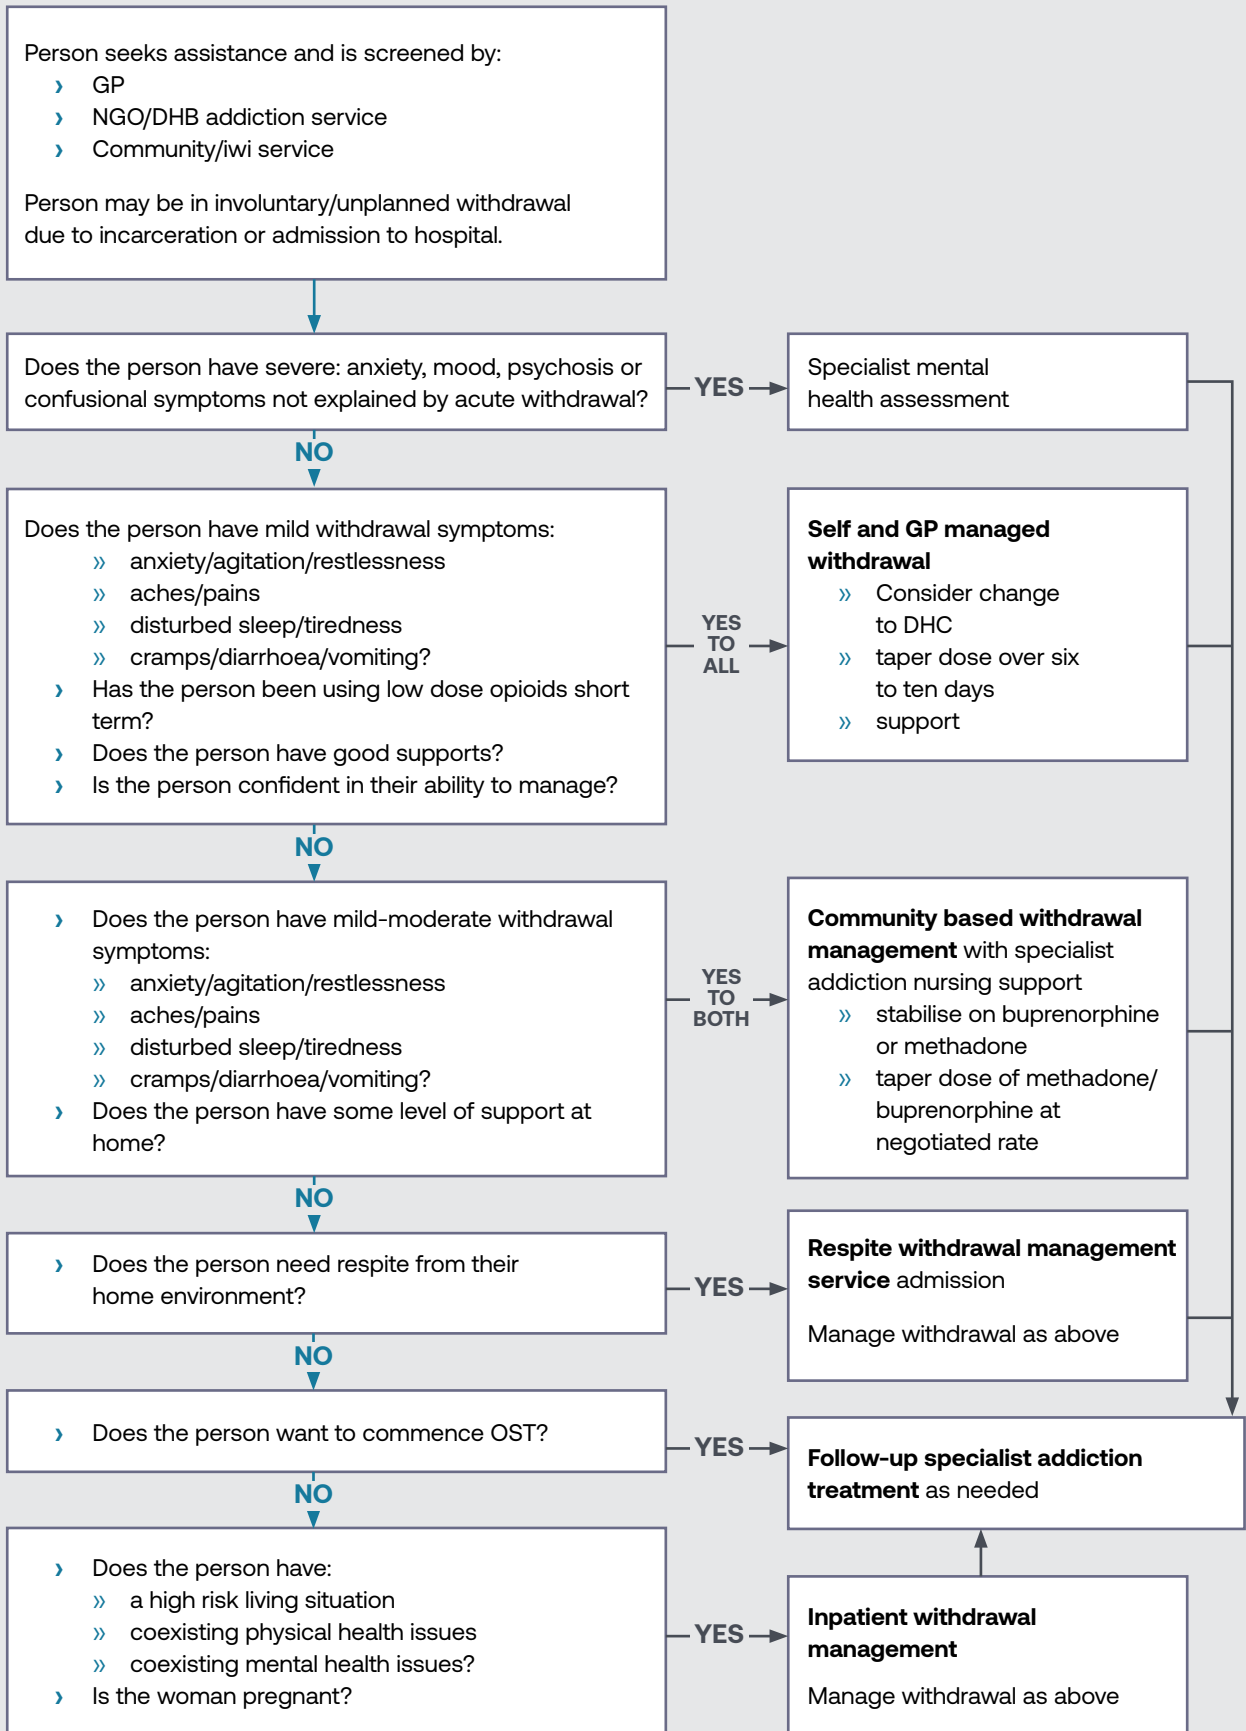 Person seeks assistance and is screened by:
› GP
› NGO/DHB addiction service
› Community/iwi service
Person may be in involuntary/unplanned withdrawal
due to incarceration or admission to hospital.
Does the person have severe: anxiety, mood, psychosis or
confusional symptoms not explained by acute withdrawal?
YES
Specialist mental
health assessment
NO
Does the person have mild withdrawal symptoms:
» anxiety/agitation/restlessness
» aches/pains
» disturbed sleep/tiredness
» cramps/diarrhoea/vomiting?
› Has the person been using low dose opioids short
term?
› Does the person have good supports?
› Is the person confident in their ability to manage?
YES
TO
ALL
Self and GP managed
withdrawal
» Consider change
to DHC
» taper dose over six
to ten days
» support
NO
› Does the person have mild-moderate withdrawal
symptoms:
» anxiety/agitation/restlessness
» aches/pains
» disturbed sleep/tiredness
» cramps/diarrhoea/vomiting?
› Does the person have some level of support at
home?
YES
TO
BOTH
Community based withdrawal
management with specialist
addiction nursing support
» stabilise on buprenorphine
or methadone
» taper dose of methadone/
buprenorphine at
negotiated rate
NO
› Does the person need respite from their
home environment?
YES
Respite withdrawal management
service admission
Manage withdrawal as above
NO
› Does the person want to commence OST?
YES
Follow-up specialist addiction
treatment as needed
NO
› Does the person have:
» a high risk living situation
» coexisting physical health issues
» coexisting mental health issues?
› Is the woman pregnant?
YES
Inpatient withdrawal
management
Manage withdrawal as above